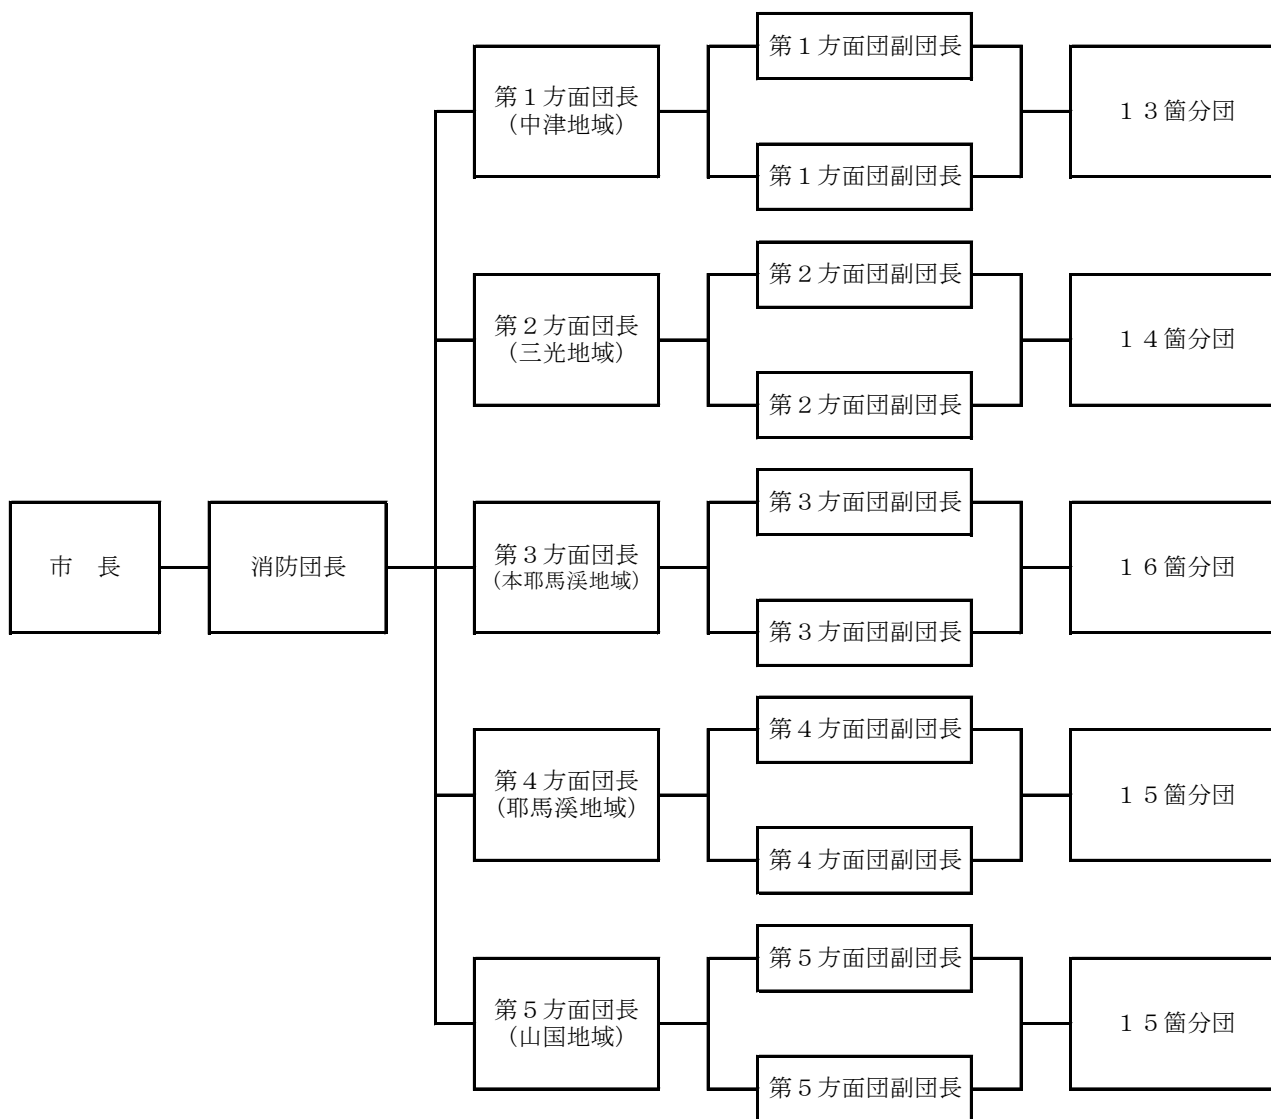 市　長
消防団長
第１方面団長
（中津地域）
第１方面団副団長
第１方面団副団長
１３箇分団
第２方面団長
（三光地域）
第２方面団副団長
第２方面団副団長
１４箇分団
第３方面団長
（本耶馬渓地域）
第３方面団副団長
第３方面団副団長
１６箇分団
第４方面団長
（耶馬渓地域）
第４方面団副団長
第４方面団副団長
１５箇分団
第５方面団長
（山国地域）
第５方面団副団長
第５方面団副団長
１５箇分団